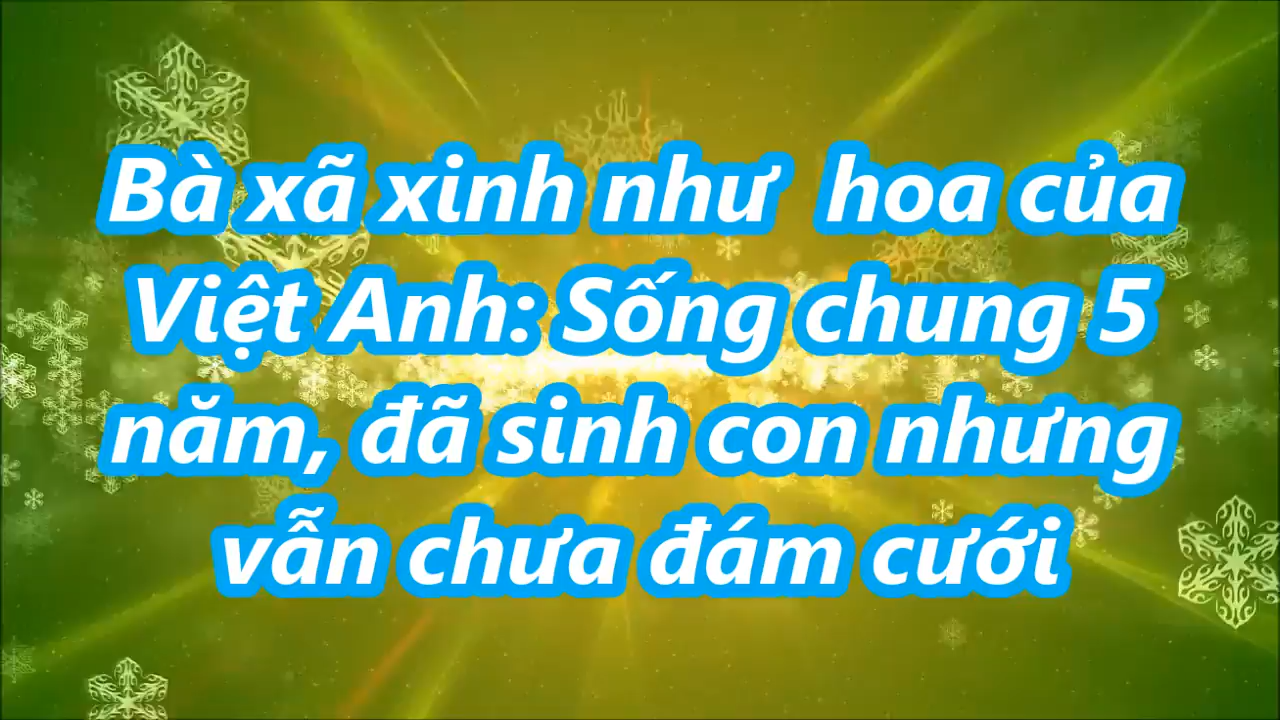 Bà xã xinh như hoa của
Việt Anh: Sống chung 5
năm, đã sinh con nhưng
vẫn chưa đám cưới